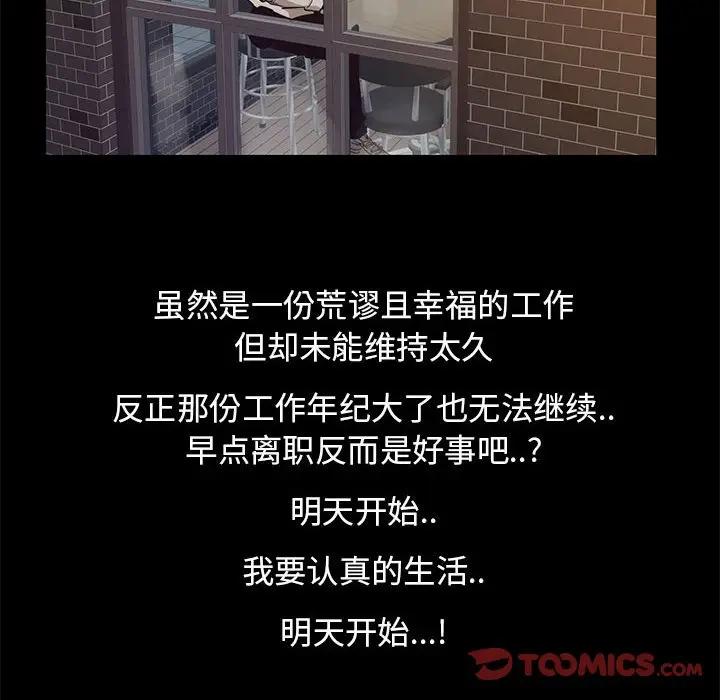 虽然是一份荒谬且幸福的工作
但却未能维持太久
反正那份工作年纪大了也无法继续..
早点离职反而是好事吧..?
明天开始..
我要认真的生活..
明天开始...!
TOOMICS.COM